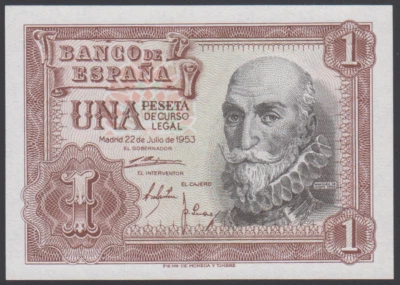 1
BANCO DE
ESPAÑA
UNA PESETA
DE CURSO
LEGAL
Madrid 22 de Julio de 1953
EL GOBERNADOR
EL INTERVENTOR
EL CAJERO
1
1